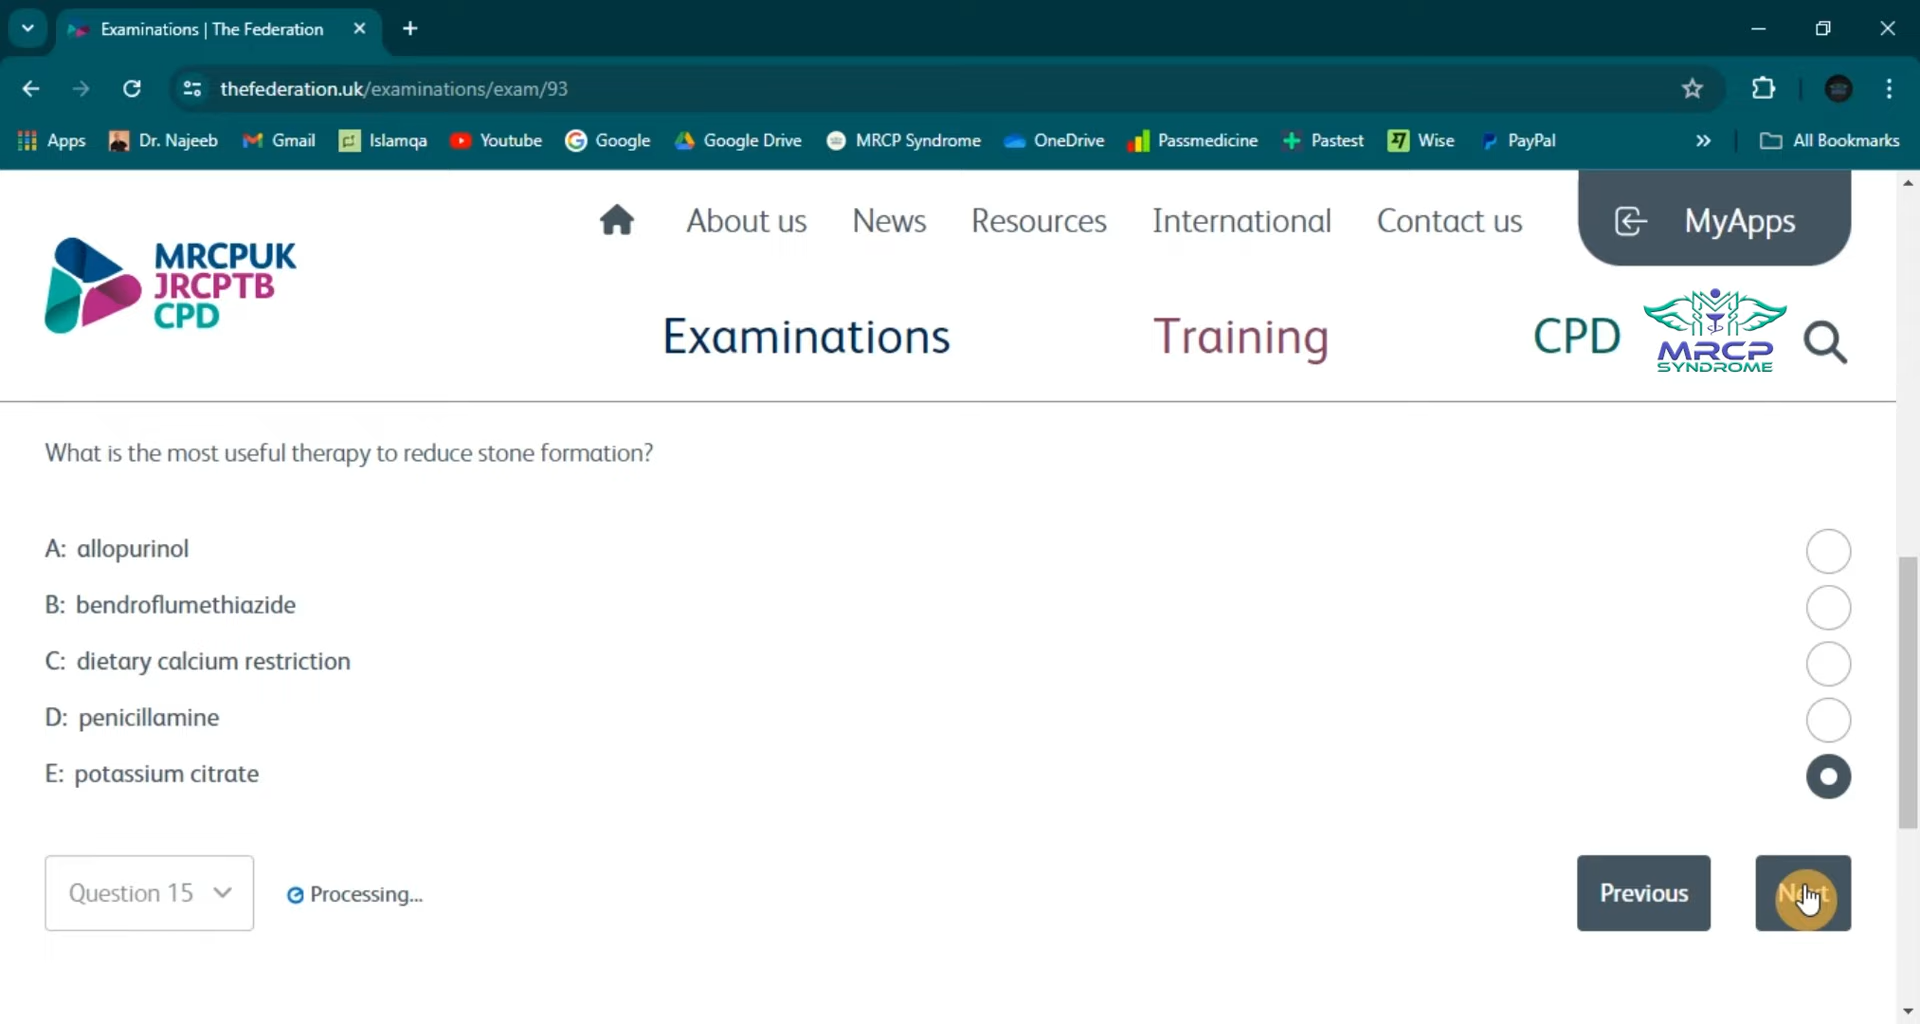 Examinations | The Federation
thefederation.uk/examinations/exam/93
Apps Dr. Najeeb Gmail Islamqa Youtube Google Google Drive MRCP Syndrome OneDrive Passmedicine Pastest Wise PayPal All Bookmarks
About us News Resources International Contact us MyApps
MRCPUK
JRCPTB
CPD
Examinations Training CPD
MRCP
SYNDROME
What is the most useful therapy to reduce stone formation?
A: allopurinol
B: bendroflumethiazide
C: dietary calcium restriction
D: penicillamine
E: potassium citrate
Question 15 Processing... Previous Next